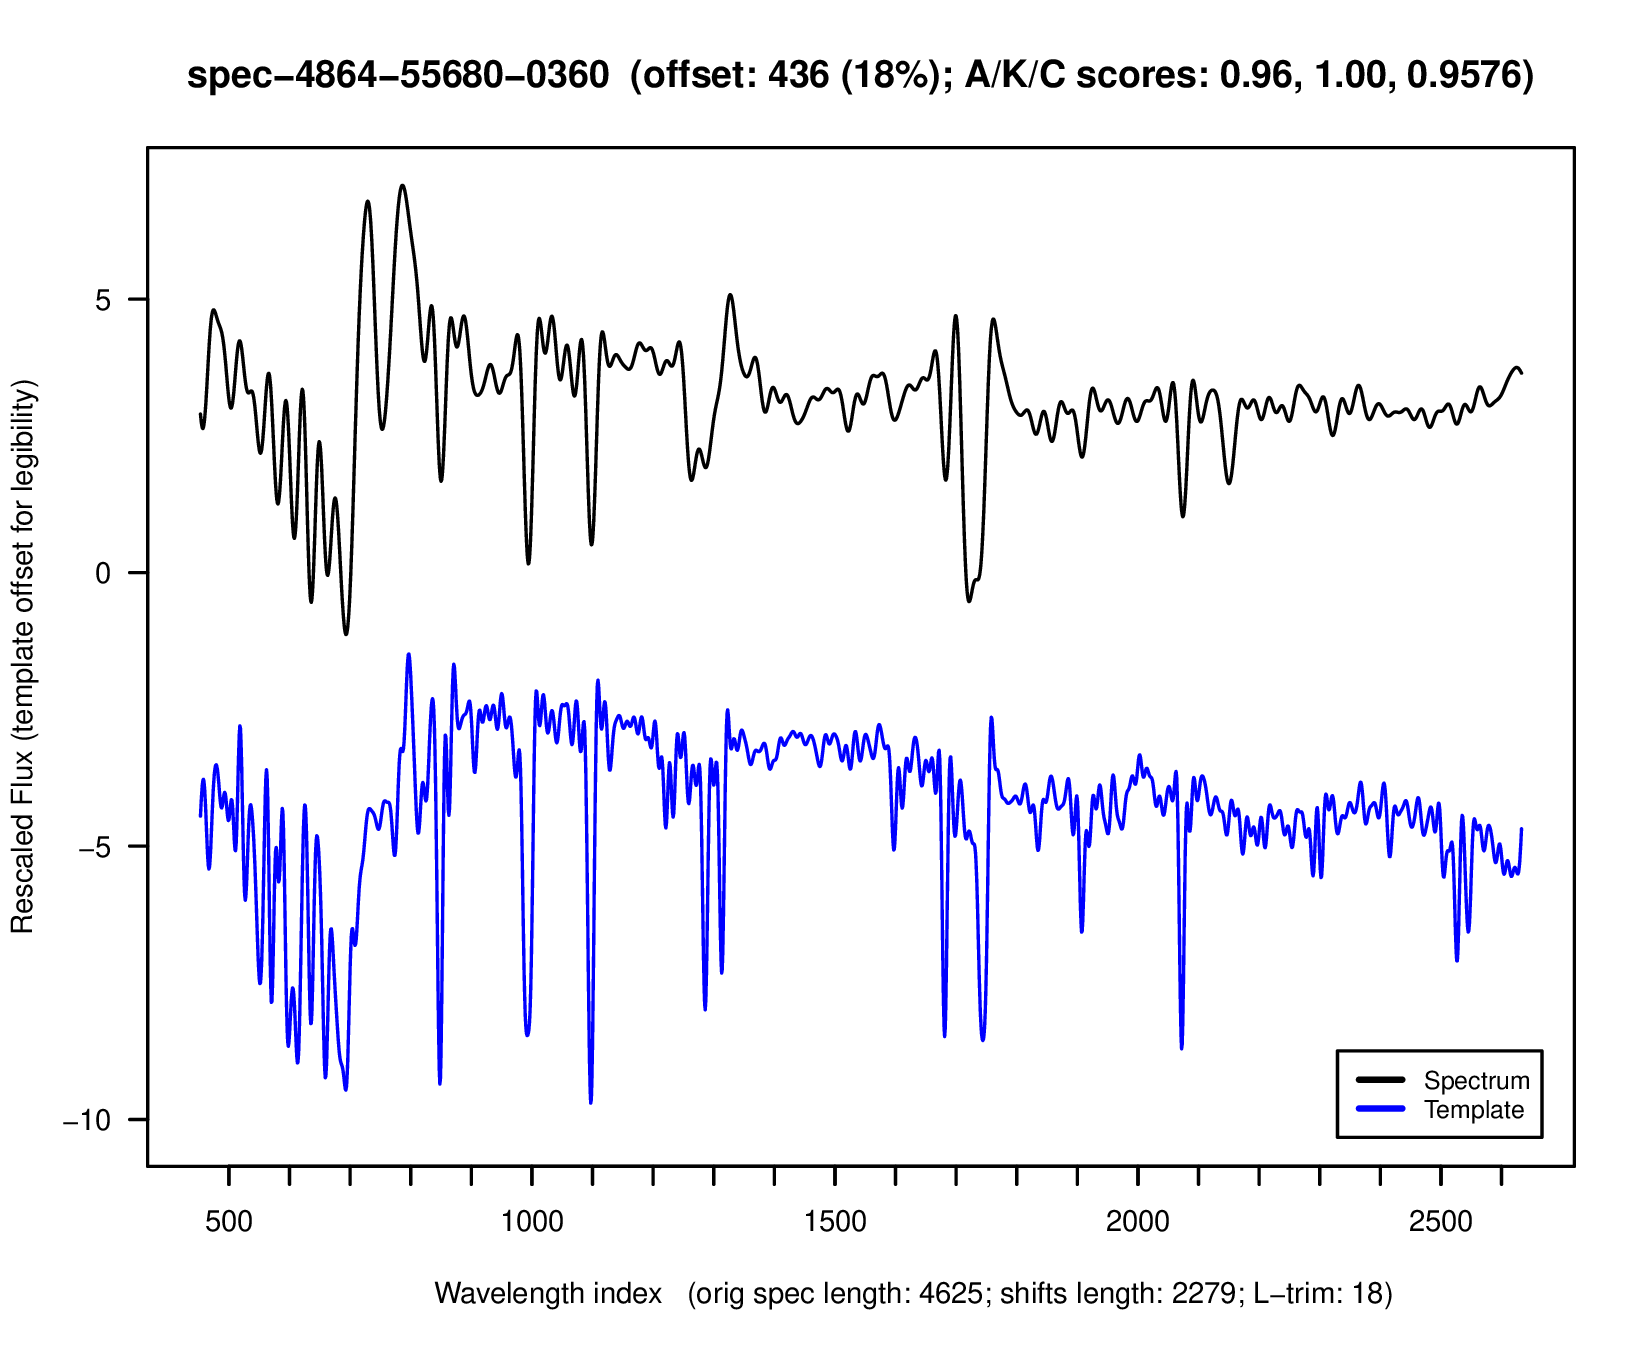 spec−4864−55680−0360 (offset: 436 (18%); A/K/C scores: 0.96, 1.00, 0.9576)
Rescaled Flux (template offset for legibility)
5
0
−5
−10
Spectrum
Template
500 1000 1500 2000 2500
Wavelength index (orig spec length: 4625; shifts length: 2279; L−trim: 18)